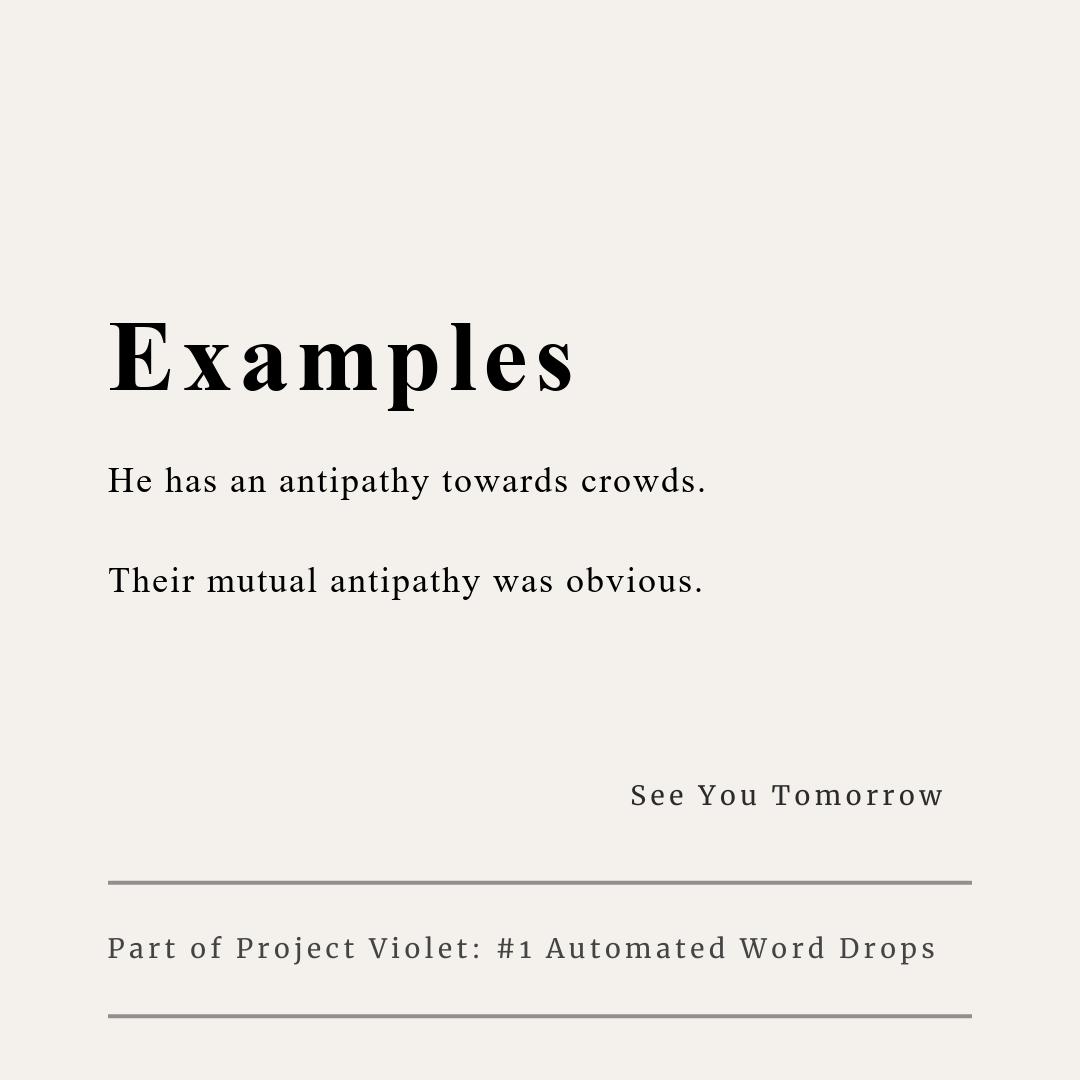 Examples
He has an antipathy towards crowds.
Their mutual antipathy was obvious.
See You Tomorrow
Part of Project Violet: #1 Automated Word Drops